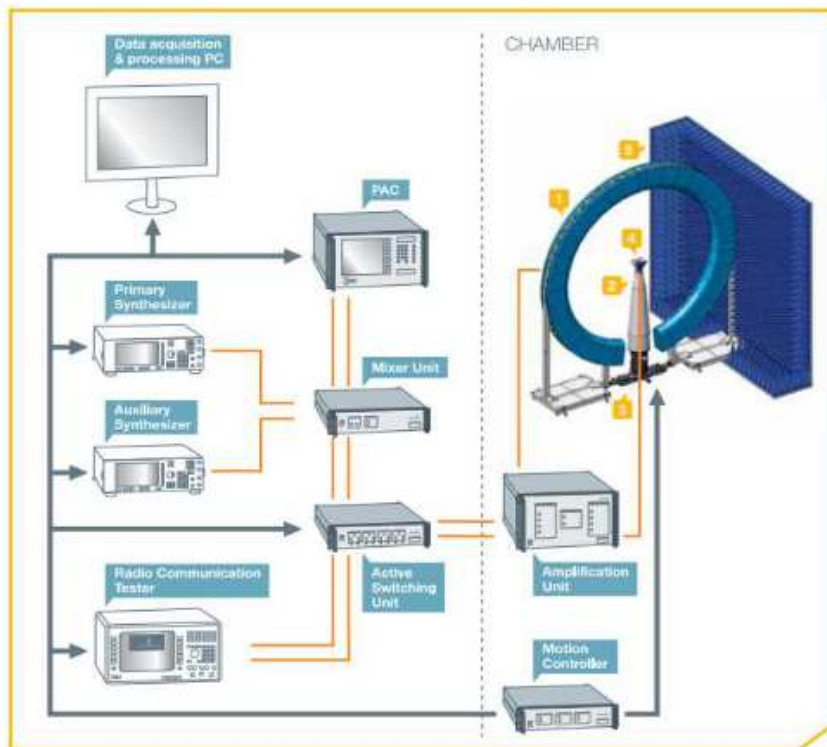 Data acquisition
& processing PC
CHAMBER
PAC
5
1
4
2
Primary
Synthesizer
Mixer Unit
Auxiliary
Synthesizer
3
Radio Communication
Tester
Active
Switching
Unit
Amplification
Unit
Motion
Controller